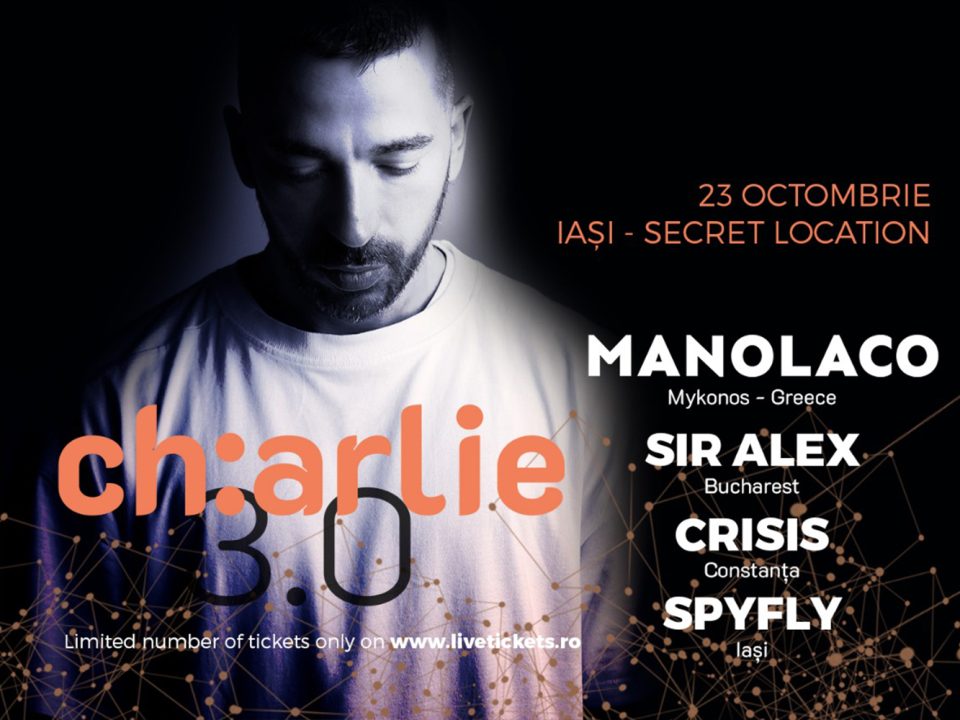 23 OCTOMBRIE
IAȘI - SECRET LOCATION
MANOLACO
Mykonos - Greece
SIR ALEX
Bucharest
CRISIS
Constanța
SPYFLY
Iași
ch:arlie
3.0
Limited number of tickets only on www.livetickets.ro